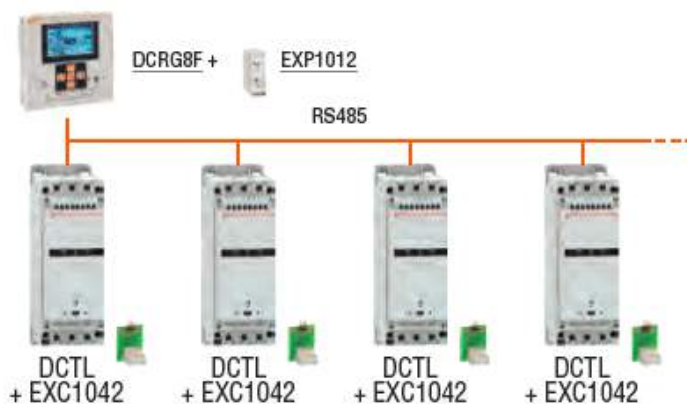 DCRG8F + EXP1012
RS485
DCTL
+ EXC1042
DCTL
+ EXC1042
DCTL
+ EXC1042
DCTL
+ EXC1042